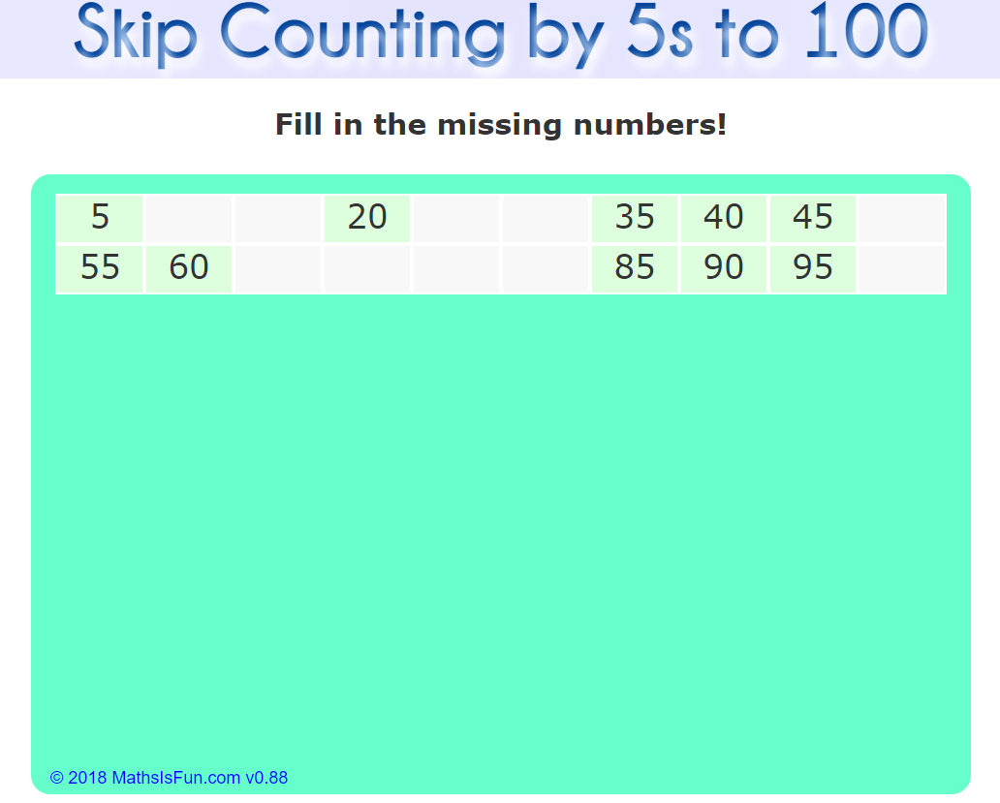 Skip Counting by 5s to 100
Fill in the missing numbers!
5 20 35 40 45
55 60 85 90 95
© 2018 MathsIsFun.com v0.88